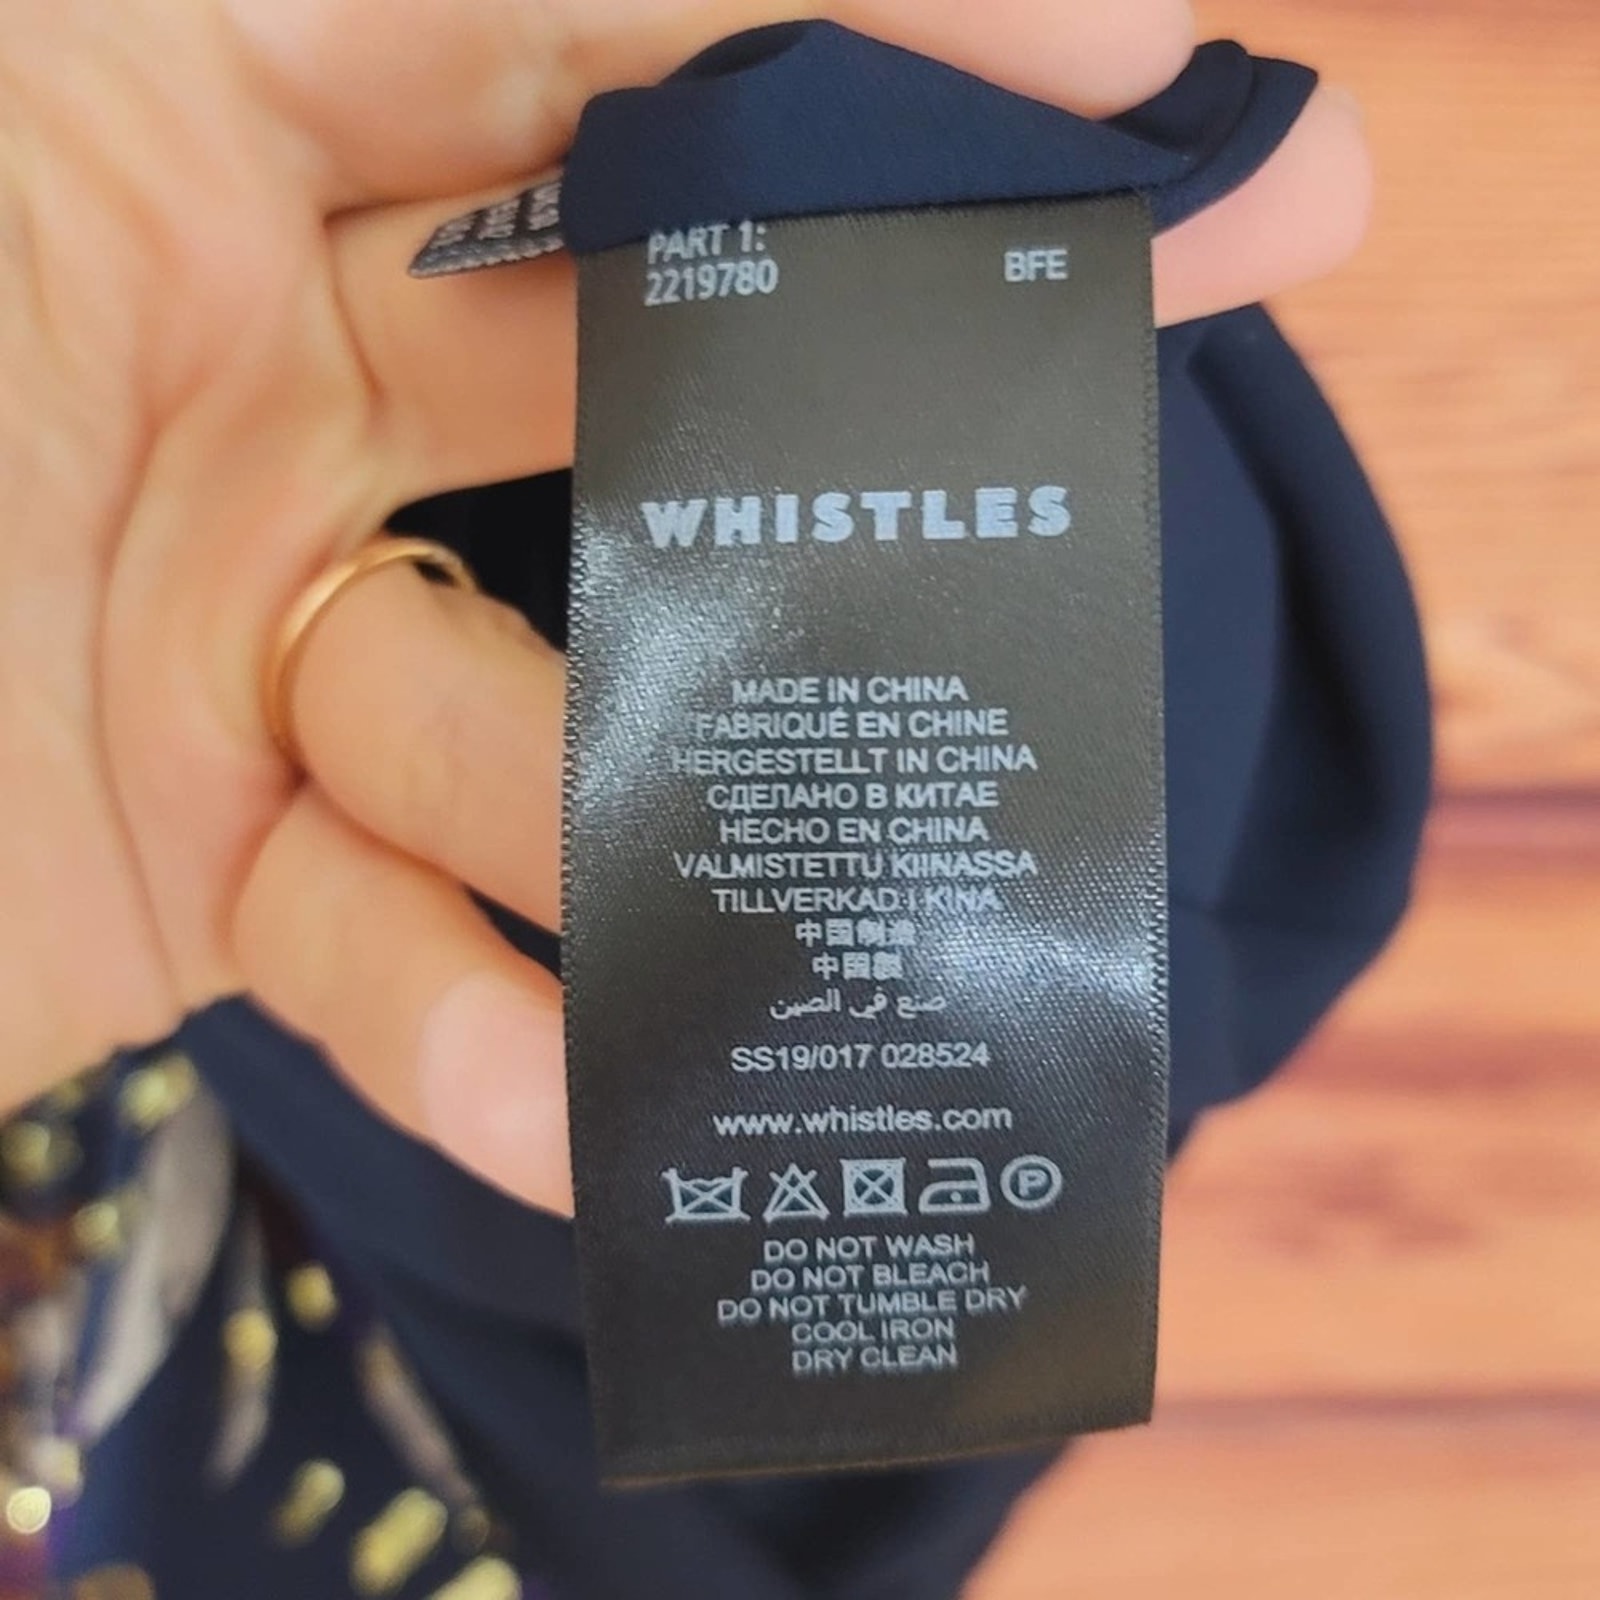 PART 1:
2219780
BFE
WHISTLES
MADE IN CHINA
FABRIQUÉ EN CHINE
HERGESTELLT IN CHINA
СДЕЛАНО В КИТАЕ
HECHO EN CHINA
VALMISTETTU KIINASSA
TILLVERKAD I KINA
中国制造
中國製
صنع في الصين
SS19/017 028524
www.whistles.com
P
DO NOT WASH
DO NOT BLEACH
DO NOT TUMBLE DRY
COOL IRON
DRY CLEAN